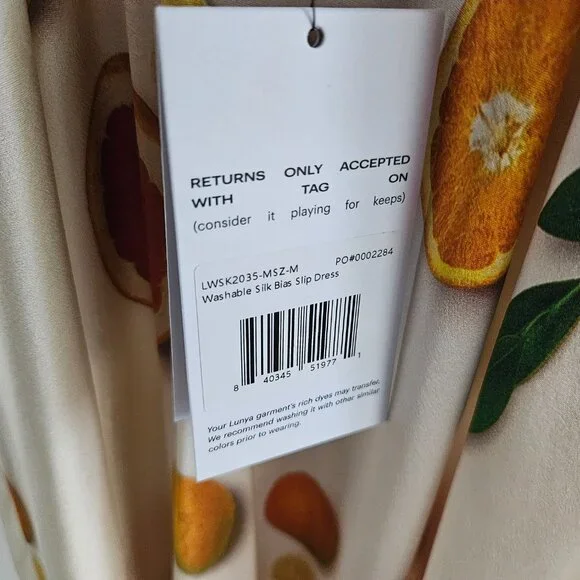 RETURNS ONLY ACCEPTED
WITH TAG ON
(consider it playing for keeps)
LWSK2035-MSZ-M PO#0002284
Washable Silk Bias Slip Dress
8 40345 51977 1
Your Lunya garment's rich dyes may transfer.
We recommend washing it with other similar
colors prior to wearing.